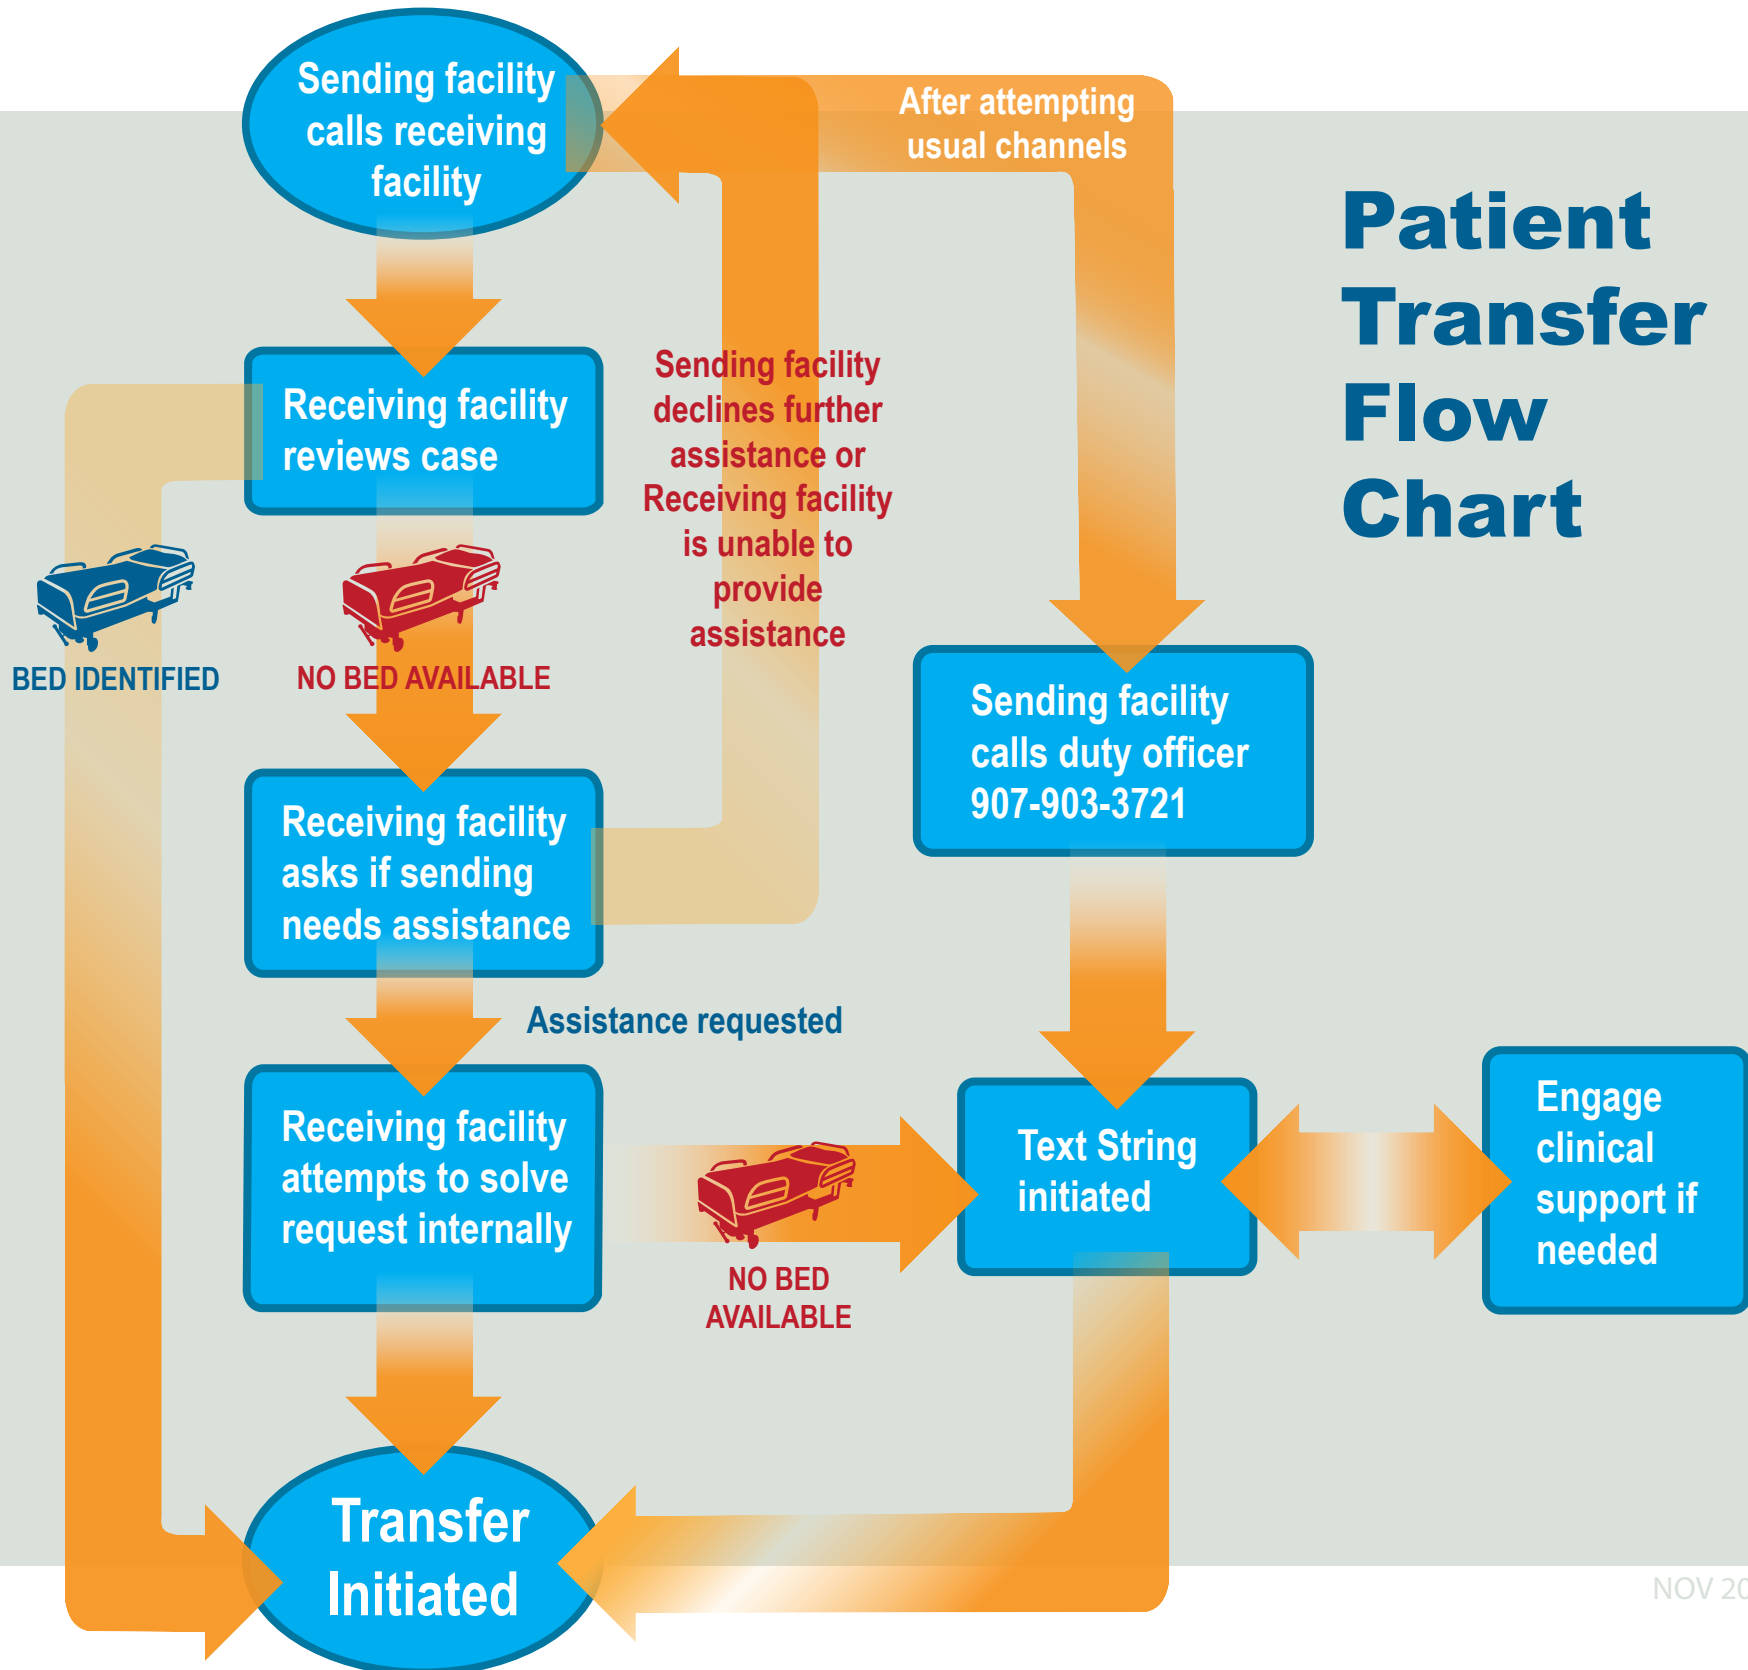 Sending facility
calls receiving
facility
After attempting
usual channels
Patient
Transfer
Flow
Chart
Receiving facility
reviews case
Sending facility
declines further
assistance or
Receiving facility
is unable to
provide
assistance
BED IDENTIFIED
NO BED AVAILABLE
Sending facility
calls duty officer
907-903-3721
Receiving facility
asks if sending
needs assistance
Assistance requested
Receiving facility
attempts to solve
request internally
NO BED
AVAILABLE
Text String
initiated
Engage
clinical
support if
needed
Transfer
Initiated
NOV 20